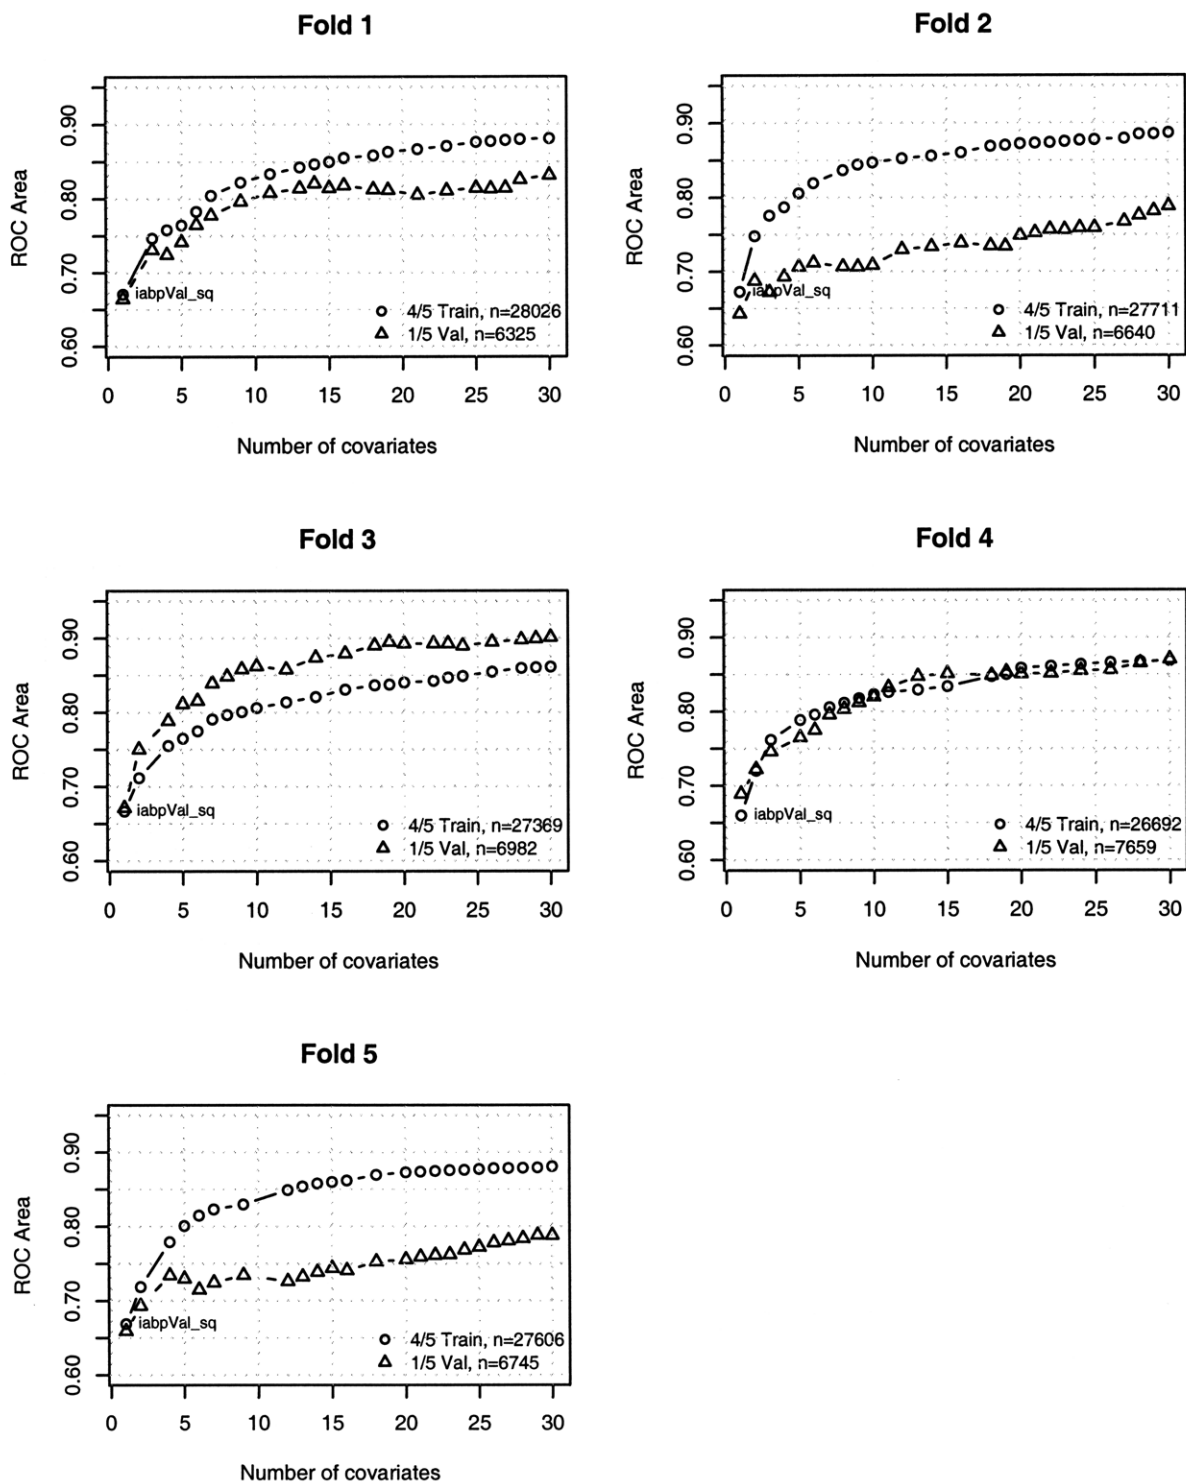 Fold 1
ROC Area
0.90
0.80
0.70
0.60
iabpVal_sq
4/5 Train, n=28026
1/5 Val, n=6325
0 5 10 15 20 25 30
Number of covariates
Fold 2
ROC Area
0.90
0.80
0.70
0.60
iabpVal_sq
4/5 Train, n=27711
1/5 Val, n=6640
0 5 10 15 20 25 30
Number of covariates
Fold 3
ROC Area
0.90
0.80
0.70
0.60
iabpVal_sq
4/5 Train, n=27369
1/5 Val, n=6982
0 5 10 15 20 25 30
Number of covariates
Fold 4
ROC Area
0.90
0.80
0.70
0.60
iabpVal_sq
4/5 Train, n=26692
1/5 Val, n=7659
0 5 10 15 20 25 30
Number of covariates
Fold 5
ROC Area
0.90
0.80
0.70
0.60
iabpVal_sq
4/5 Train, n=27606
1/5 Val, n=6745
0 5 10 15 20 25 30
Number of covariates